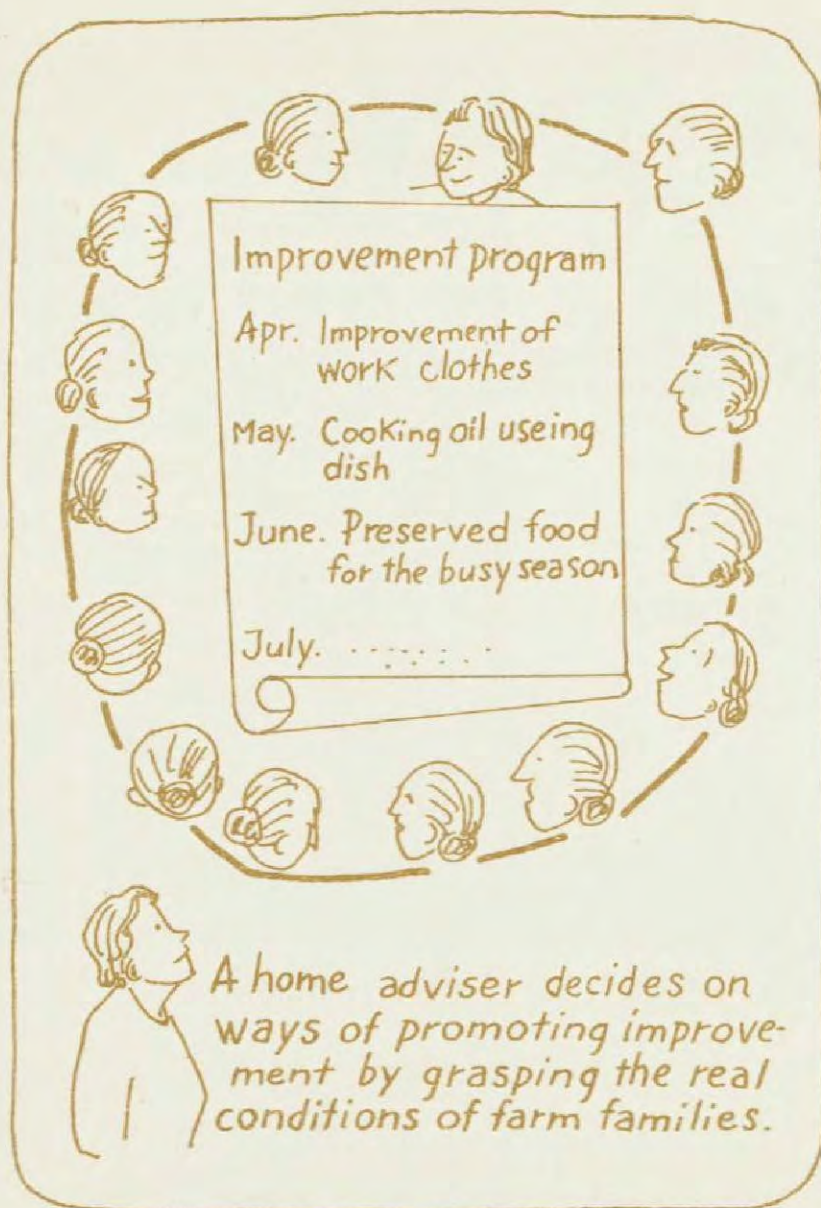 Improvement program
Apr. Improvement of
work clothes
May. Cooking oil useing
dish
June. Preserved food
for the busy season
July. .........
A home adviser decides on
ways of promoting improve-
ment by grasping the real
conditions of farm families.